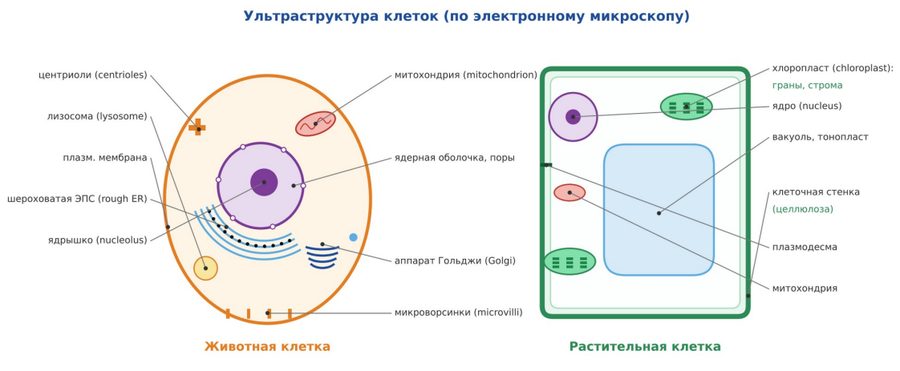 Ультраструктура клеток (по электронному микроскопу)
центриоли (centrioles)
лизосома (lysosome)
плазм. мембрана
шероховатая ЭПС (rough ER)
ядрышко (nucleolus)
митохондрия (mitochondrion)
ядерная оболочка, поры
аппарат Гольджи (Golgi)
микроворсинки (microvilli)
Животная клетка
хлоропласт (chloroplast):
граны, строма
ядро (nucleus)
вакуоль, тонопласт
клеточная стенка
(целлюлоза)
плазмодесма
митохондрия
Растительная клетка